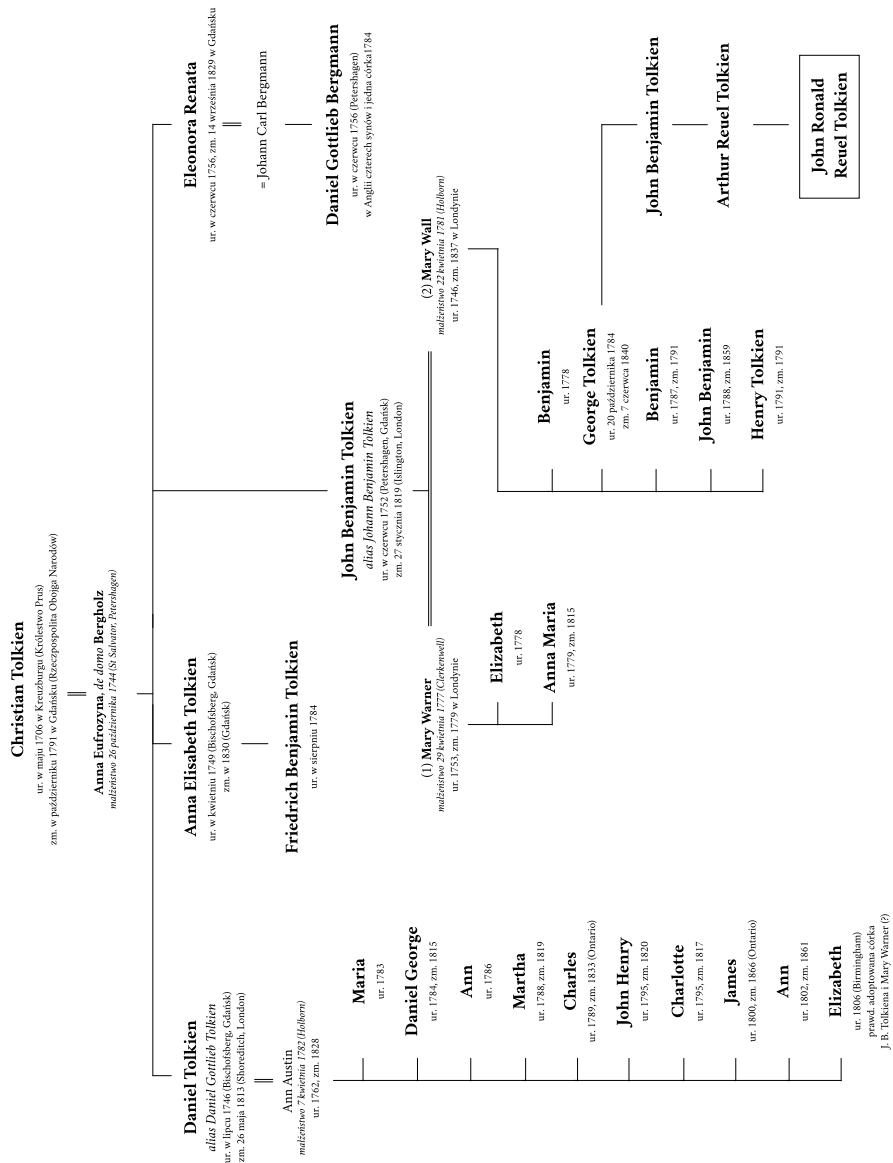 Christian Tolkien
ur. w maju 1706 w Kreuzburgu (Królestwo Prus)
zm. w październiku 1791 w Gdańsku (Rzeczpospolita Obojga Narodów)
Anna Eufrozyna, de domo Bergholz
małżeństwo 26 października 1744 (St Salvator, Petershagen)
Daniel Tolkien
alias Daniel Gottlieb Tolkien
ur. w lipcu 1746 (Bischofsberg, Gdańsk)
zm. 26 maja 1813 (Shoreditch, London)
Ann Austin
małżeństwo 7 kwietnia 1782 (Holborn)
ur. 1762, zm. 1828
Maria
ur. 1783
Daniel George
ur. 1784, zm. 1815
Ann
ur. 1786
Martha
ur. 1788, zm. 1819
Charles
ur. 1789, zm. 1833 (Ontario)
John Henry
ur. 1795, zm. 1820
Charlotte
ur. 1795, zm. 1817
James
ur. 1800, zm. 1866 (Ontario)
Ann
ur. 1802, zm. 1861
Elizabeth
ur. 1806 (Birmingham)
prawd. adoptowana córka
J. B. Tolkiena i Mary Warner (?)
Anna Elisabeth Tolkien
ur. w kwietniu 1749 (Bischofsberg, Gdańsk)
zm. w 1830 (Gdańsk)
Friedrich Benjamin Tolkien
ur. w sierpniu 1784
John Benjamin Tolkien
alias Johann Benjamin Tolkien
ur. w czerwcu 1752 (Petershagen, Gdańsk)
zm. 27 stycznia 1819 (Islington, London)
(1) Mary Warner
małżeństwo 29 kwietnia 1777 (Clerkenwell)
ur. 1753, zm. 1779 w Londynie
Elizabeth
ur. 1778
Anna Maria
ur. 1779, zm. 1815
(2) Mary Wall
małżeństwo 22 kwietnia 1781 (Holborn)
ur. 1746, zm. 1837 w Londynie
Benjamin
ur. 1778
George Tolkien
ur. 20 października 1784
zm. 7 czerwca 1840
Benjamin
ur. 1787, zm. 1791
John Benjamin
ur. 1788, zm. 1859
Henry Tolkien
ur. 1791, zm. 1791
Eleonora Renata
ur. w czerwcu 1756, zm. 14 września 1829 w Gdańsku
= Johann Carl Bergmann
Daniel Gottlieb Bergmann
ur. w czerwcu 1756 (Petershagen)
w Anglii czterech synów i jedna córka1784
John Benjamin Tolkien
Arthur Reuel Tolkien
John Ronald
Reuel Tolkien